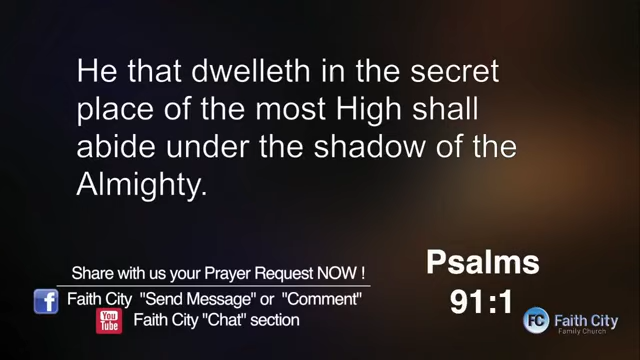 He that dwelleth in the secret
place of the most High shall
abide under the shadow of the
Almighty.
Share with us your Prayer Request NOW !
Faith City "Send Message" or "Comment"
Faith City "Chat" section
Psalms
91:1
f
You
Tube
FC Faith City
Family Church